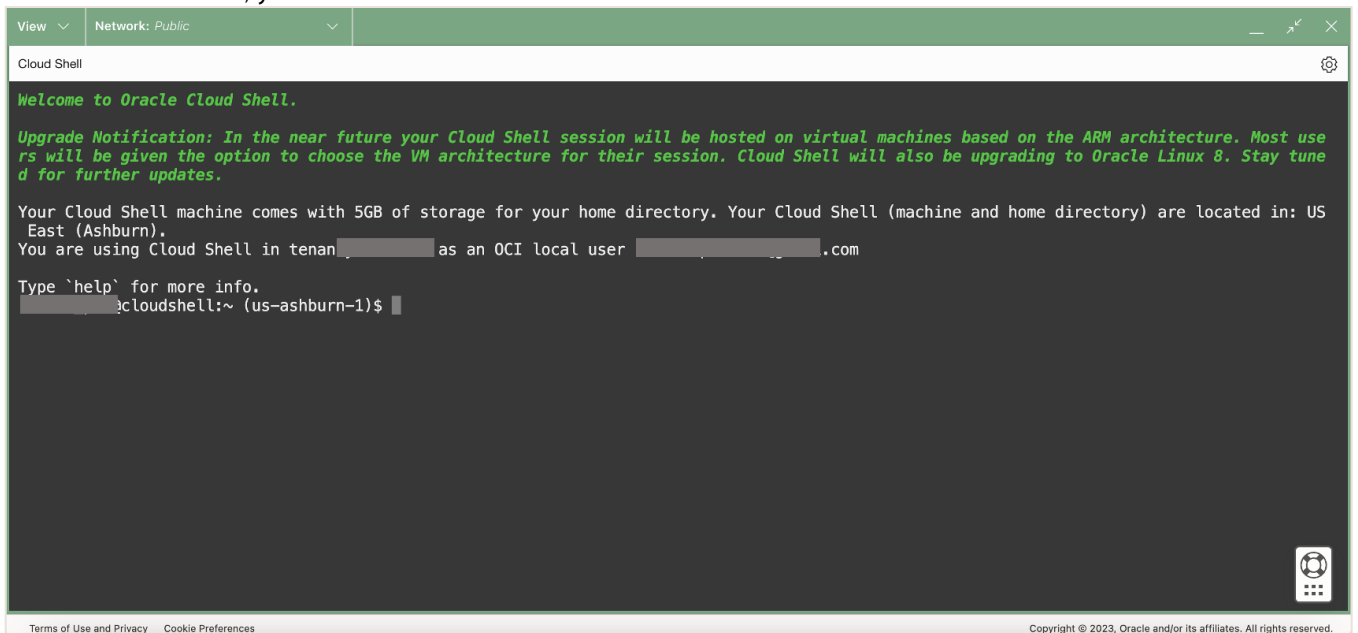 View Network: Public
Cloud Shell
Welcome to Oracle Cloud Shell.
Upgrade Notification: In the near future your Cloud Shell session will be hosted on virtual machines based on the ARM architecture. Most use
rs will be given the option to choose the VM architecture for their session. Cloud Shell will also be upgrading to Oracle Linux 8. Stay tune
d for further updates.
Your Cloud Shell machine comes with 5GB of storage for your home directory. Your Cloud Shell (machine and home directory) are located in: US
East (Ashburn).
You are using Cloud Shell in tenan as an OCI local user .com
Type `help` for more info.
cloudshell:~ (us-ashburn-1)$
Terms of Use and Privacy Cookie Preferences Copyright © 2023, Oracle and/or its affiliates. All rights reserved.